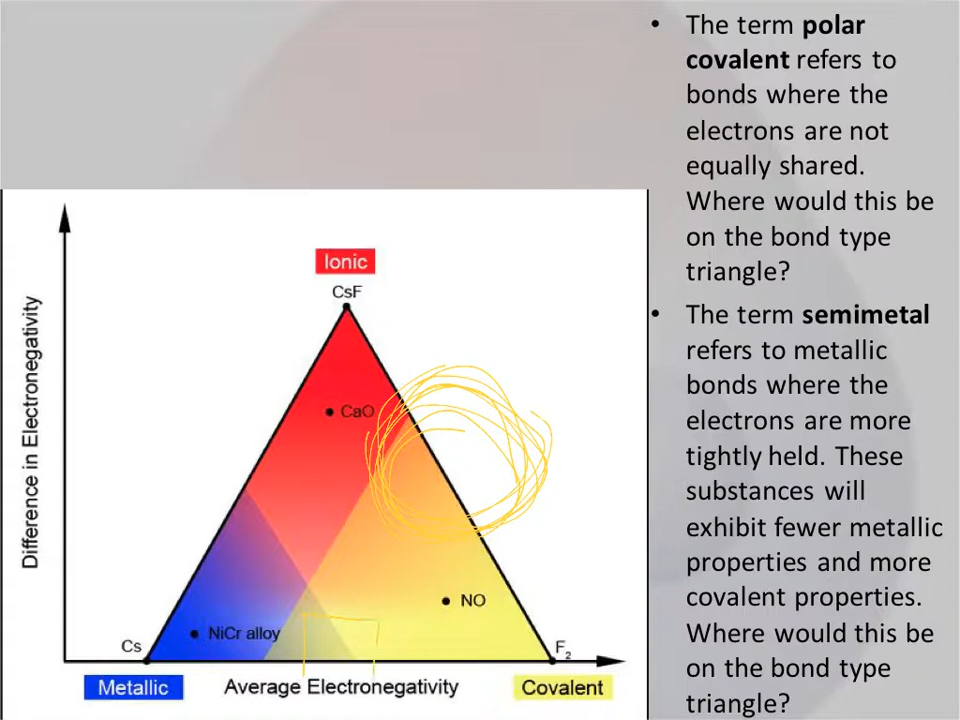 • The term polar
covalent refers to
bonds where the
electrons are not
equally shared.
Where would this be
on the bond type
triangle?
• The term semimetal
refers to metallic
bonds where the
electrons are more
tightly held. These
substances will
exhibit fewer metallic
properties and more
covalent properties.
Where would this be
on the bond type
triangle?
Difference in Electronegativity
Ionic
CsF
CaO
NO
NiCr alloy
Cs
F₂
Metallic
Average Electronegativity
Covalent